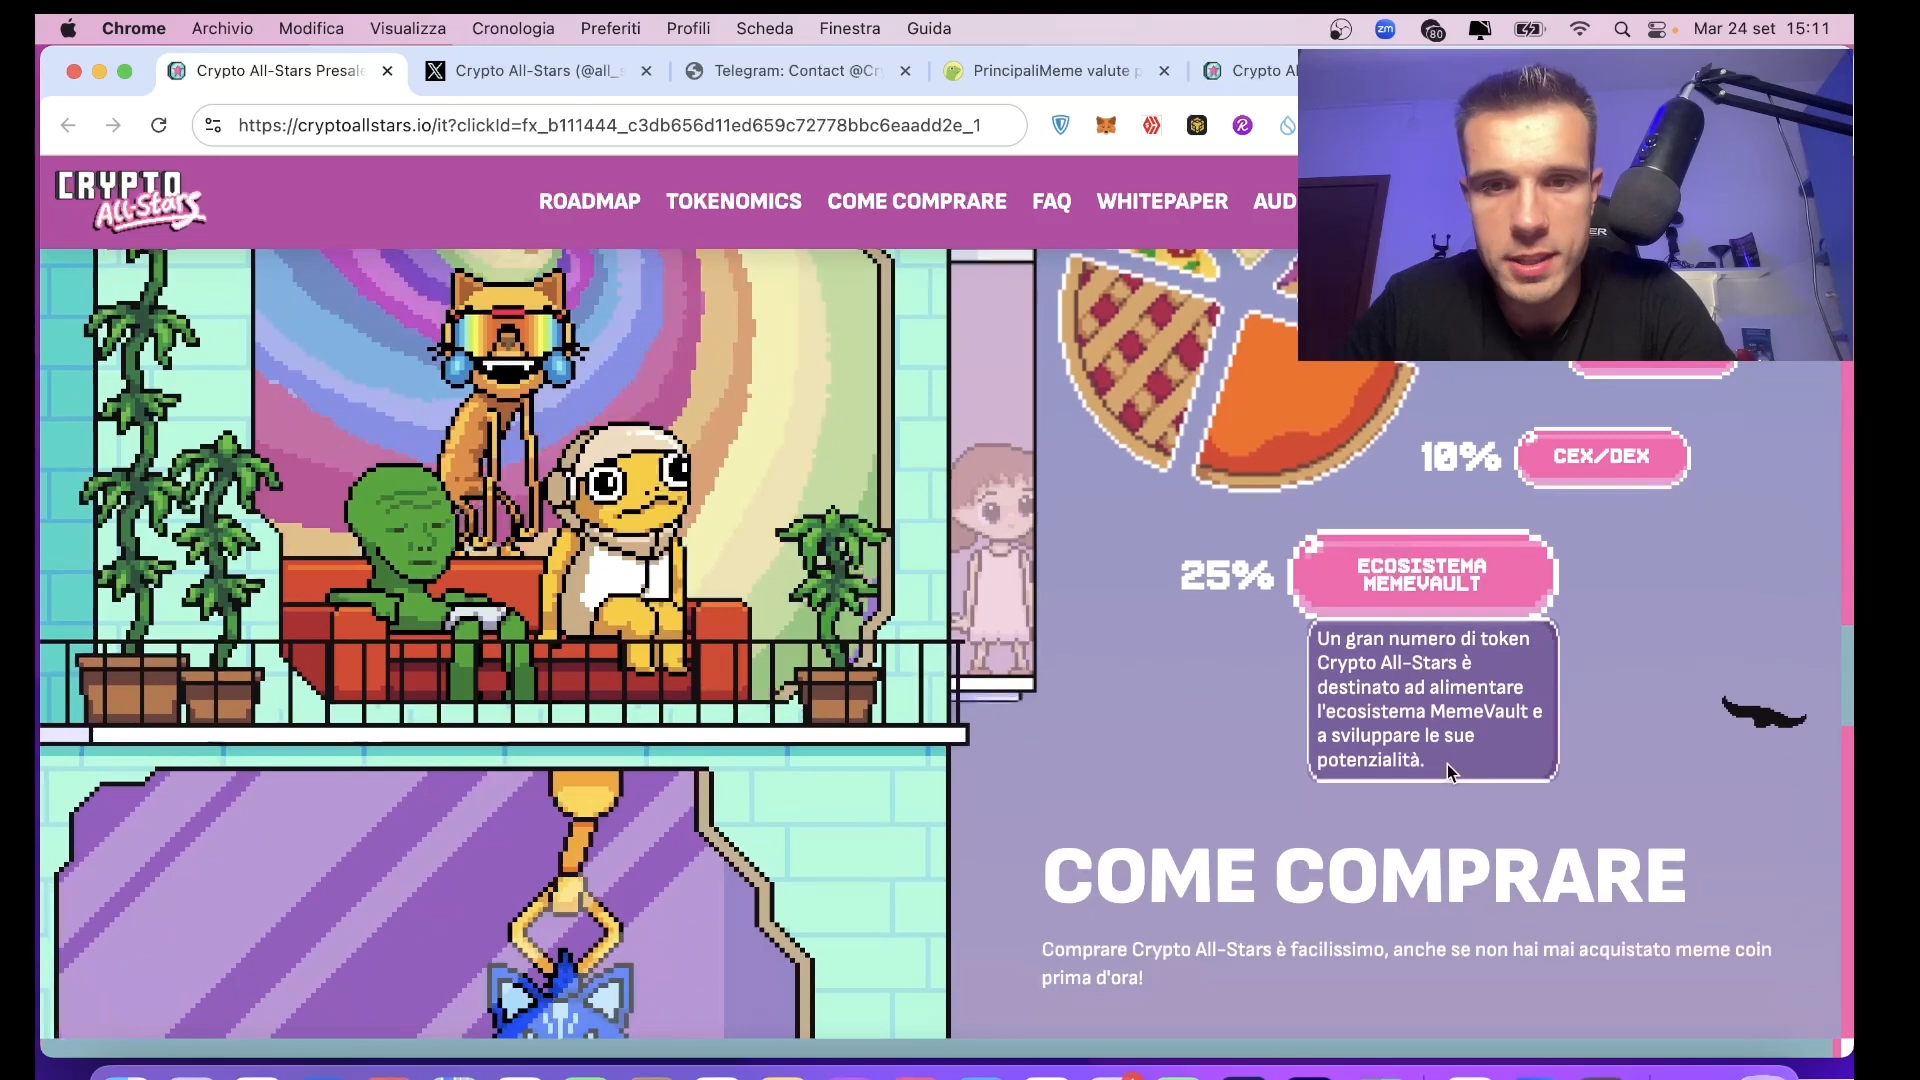 Chrome Archivio Modifica Visualizza Cronologia Preferiti Profili Scheda Finestra Guida zm 80 Mar 24 set 15:11
Crypto All-Stars Presale Crypto All-Stars (@all_s Telegram: Contact @Cr PrincipaliMeme valute p Crypto Al
https://cryptoallstars.io/it?clickId=fx_b111444_c3db656d11ed659c72778bbc6eaadd2e_1
CRYPTO
All-Stars
ROADMAP TOKENOMICS COME COMPRARE FAQ WHITEPAPER AUD
10% CEX/DEX
25% ECOSISTEMA
MEMEVAULT
Un gran numero di token
Crypto All-Stars è
destinato ad alimentare
l'ecosistema MemeVault e
a sviluppare le sue
potenzialità.
COME COMPRARE
Comprare Crypto All-Stars è facilissimo, anche se non hai mai acquistato meme coin
prima d'ora!